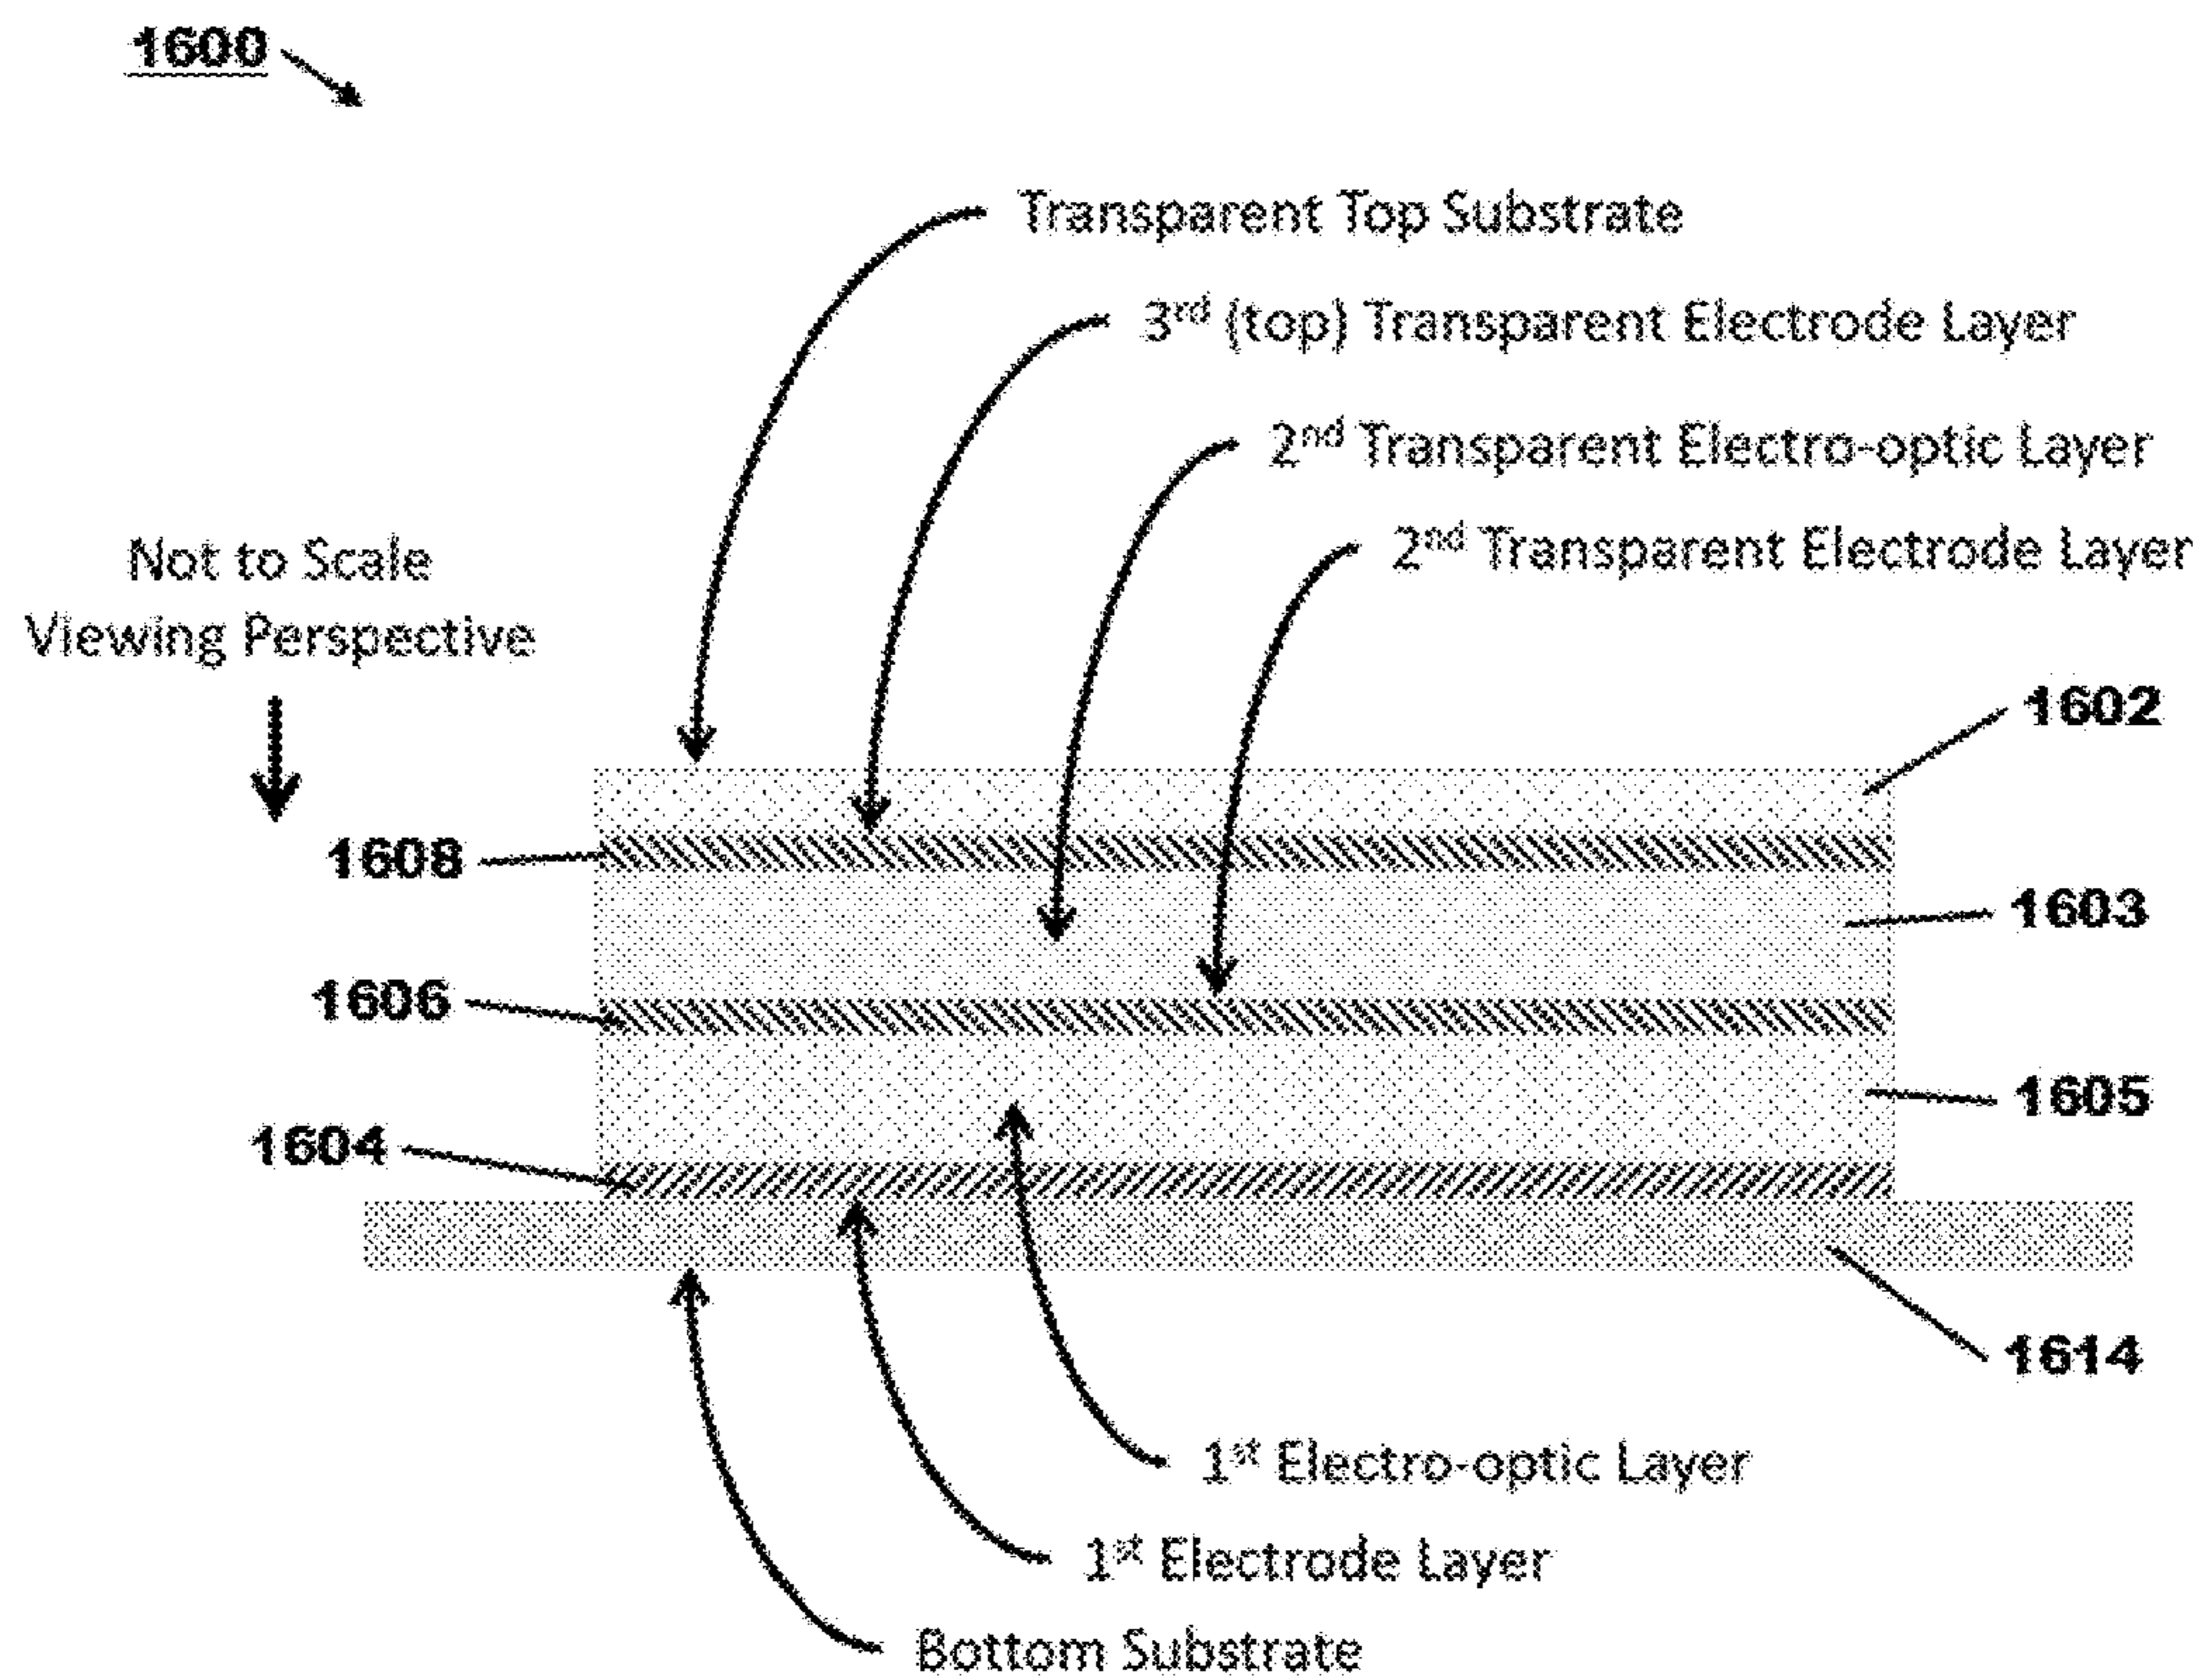 1600
Transparent Top Substrate
3rd (top) Transparent Electrode Layer
2nd Transparent Electro-optic Layer
2nd Transparent Electrode Layer
Not to Scale
Viewing Perspective
1602
1608
1603
1606
1605
1604
1614
1st Electro-optic Layer
1st Electrode Layer
Bottom Substrate